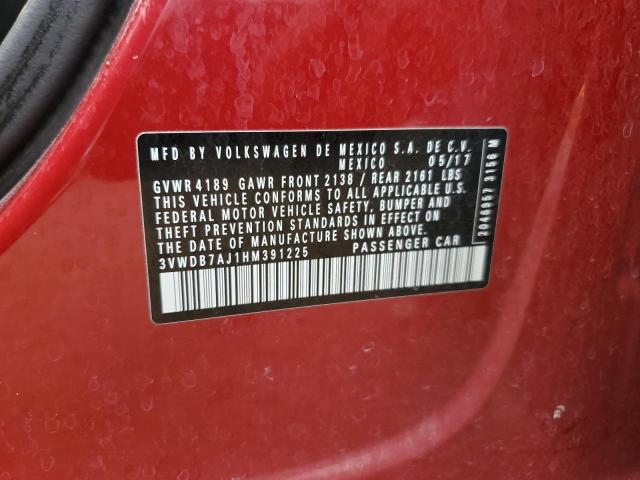 MFD BY VOLKSWAGEN DE MEXICO S.A. DE C.V.
MEXICO 05/17
GVWR 4189 GAWR FRONT 2138 / REAR 2161 LBS
THIS VEHICLE CONFORMS TO ALL APPLICABLE U.S.
FEDERAL MOTOR VEHICLE SAFETY, BUMPER AND
THEFT PREVENTION STANDARDS IN EFFECT ON
THE DATE OF MANUFACTURE SHOWN ABOVE.
3VWDB7AJ1HM391225 PASSENGER CAR
3156 M